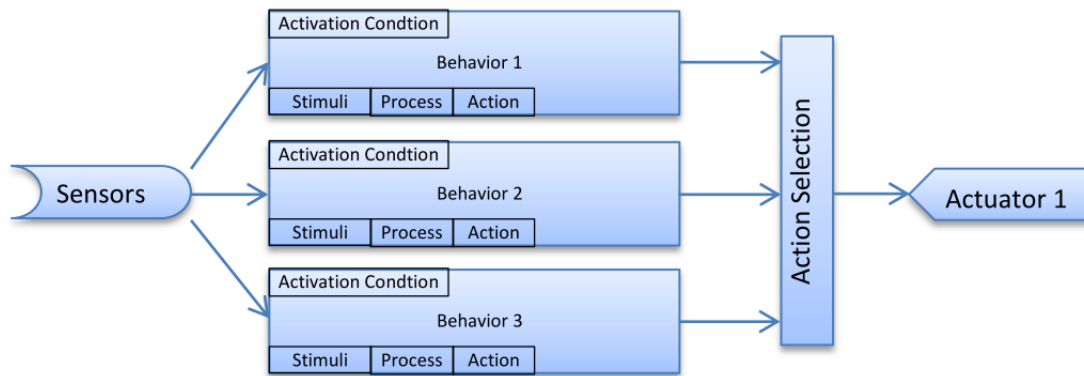 Activation Condtion
Behavior 1
Stimuli Process Action
Activation Condtion
Sensors
Behavior 2
Stimuli Process Action
Activation Condtion
Behavior 3
Stimuli Process Action
Action Selection
Actuator 1